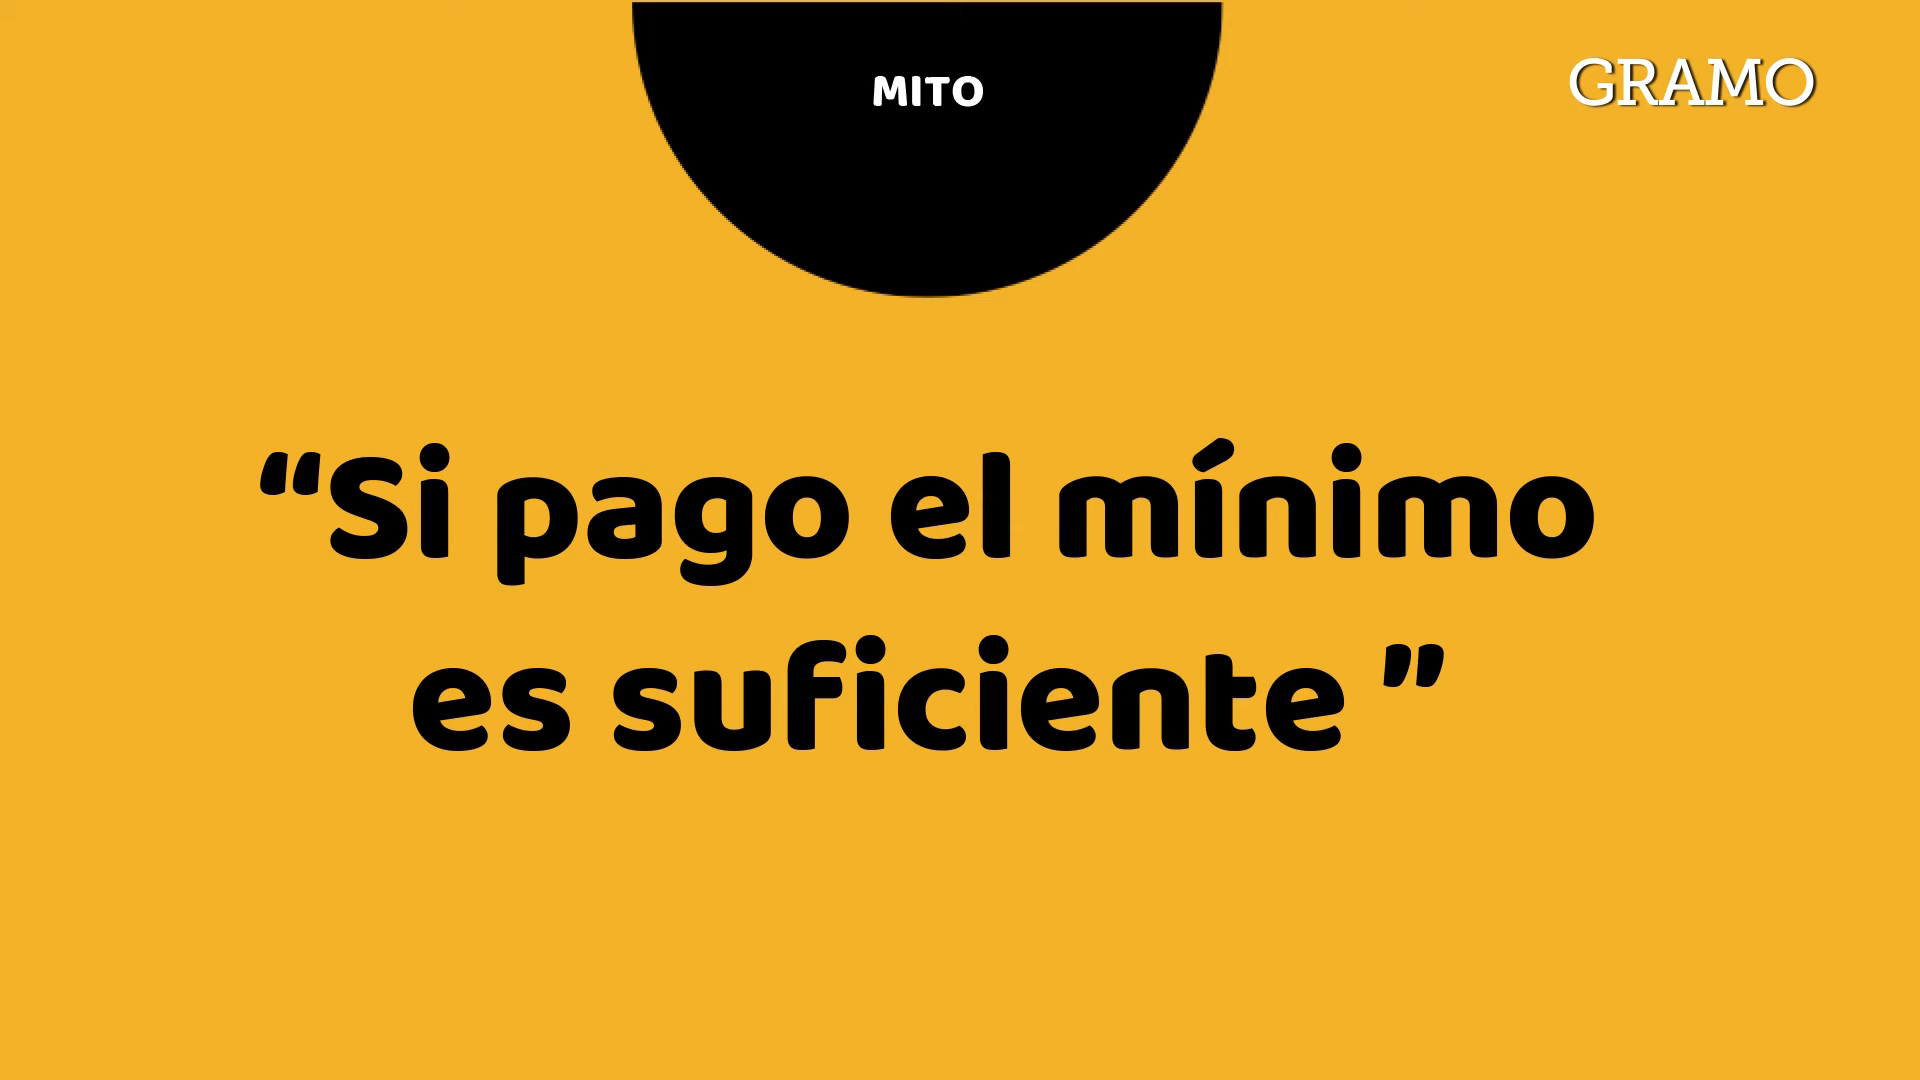 MITO
GRAMO
“Si pago el mínimo
es suficiente ”